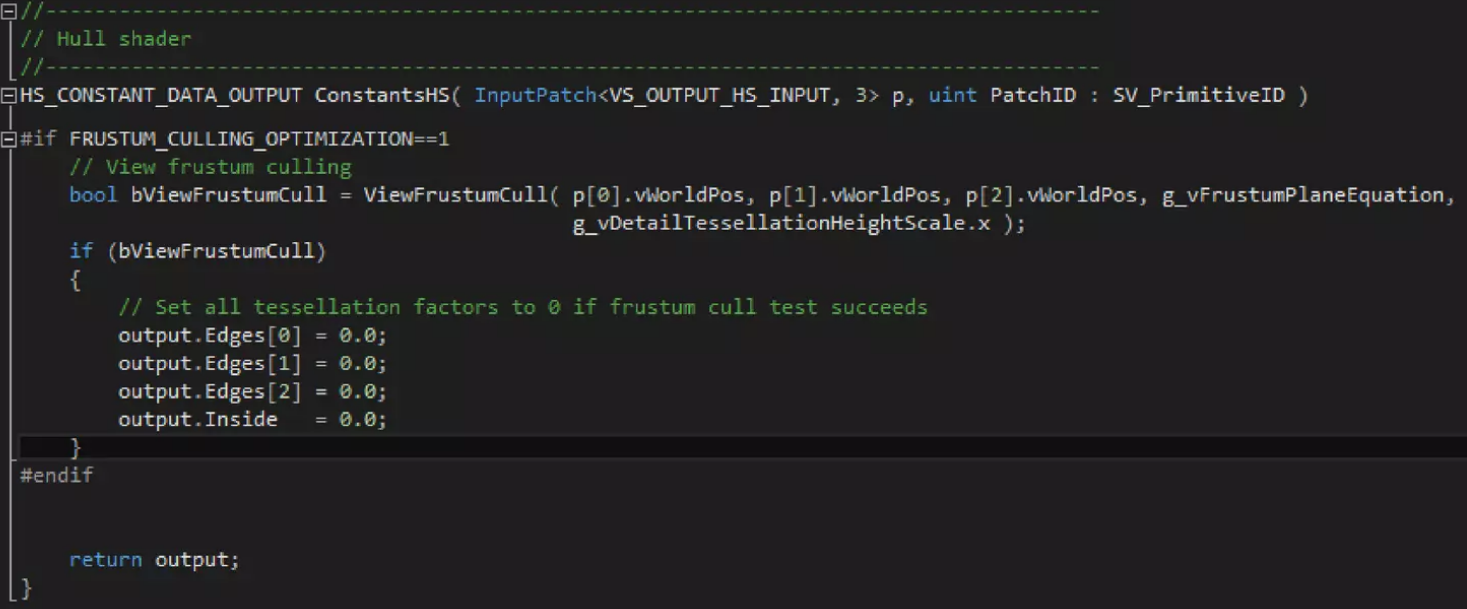 //--------------------------------------------------------------------------------------
// Hull shader
//--------------------------------------------------------------------------------------
HS_CONSTANT_DATA_OUTPUT ConstantsHS( InputPatch<VS_OUTPUT_HS_INPUT, 3> p, uint PatchID : SV_PrimitiveID )
#if FRUSTUM_CULLING_OPTIMIZATION==1
    // View frustum culling
    bool bViewFrustumCull = ViewFrustumCull( p[0].vWorldPos, p[1].vWorldPos, p[2].vWorldPos, g_vFrustumPlaneEquation,
                                             g_vDetailTessellationHeightScale.x );
    if (bViewFrustumCull)
    {
        // Set all tessellation factors to 0 if frustum cull test succeeds
        output.Edges[0] = 0.0;
        output.Edges[1] = 0.0;
        output.Edges[2] = 0.0;
        output.Inside   = 0.0;
    }
#endif
    return output;
}